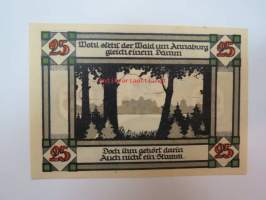 25 Wohl steht der Wald um Annaburg 25
gleich einem Damm
25 Doch ihm gehört darin 25
Auch nicht ein Stamm